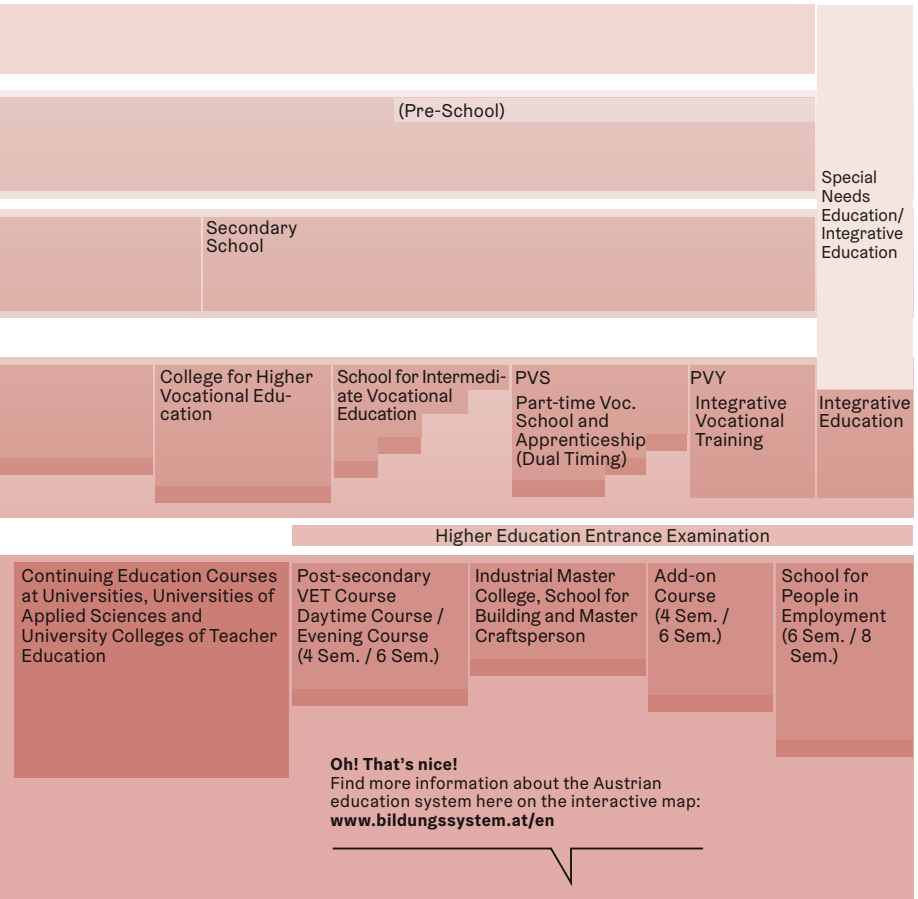 (Pre-School)
Special
Needs
Education/
Integrative
Education
Secondary
School
College for Higher
Vocational Edu-
cation
School for Intermedi-
ate Vocational
Education
PVS
Part-time Voc.
School and
Apprenticeship
(Dual Timing)
PVY
Integrative
Vocational
Training
Integrative
Education
Higher Education Entrance Examination
Continuing Education Courses
at Universities, Universities of
Applied Sciences and
University Colleges of Teacher
Education
Post-secondary
VET Course
Daytime Course /
Evening Course
(4 Sem. / 6 Sem.)
Industrial Master
College, School for
Building and Master
Craftsperson
Add-on
Course
(4 Sem. /
6 Sem.)
School for
People in
Employment
(6 Sem. / 8
Sem.)
Oh! That's nice!
Find more information about the Austrian
education system here on the interactive map:
www.bildungssystem.at/en